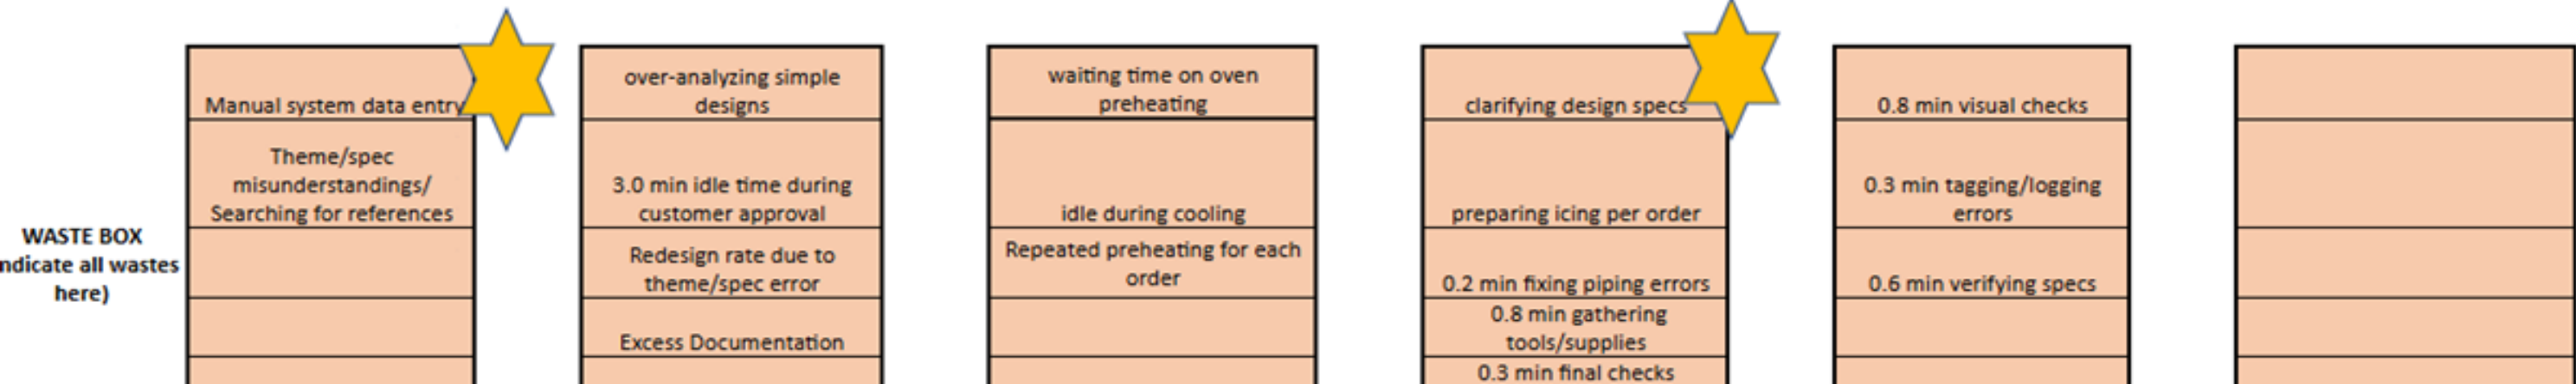 WASTE BOX
ndicate all wastes
here)
Manual system data entry
Theme/spec
misunderstandings/
Searching for references
over-analyzing simple
designs
3.0 min idle time during
customer approval
Redesign rate due to
theme/spec error
Excess Documentation
waiting time on oven
preheating
idle during cooling
Repeated preheating for each
order
clarifying design specs
preparing icing per order
0.2 min fixing piping errors
0.8 min gathering
tools/supplies
0.3 min final checks
0.8 min visual checks
0.3 min tagging/logging
errors
0.6 min verifying specs